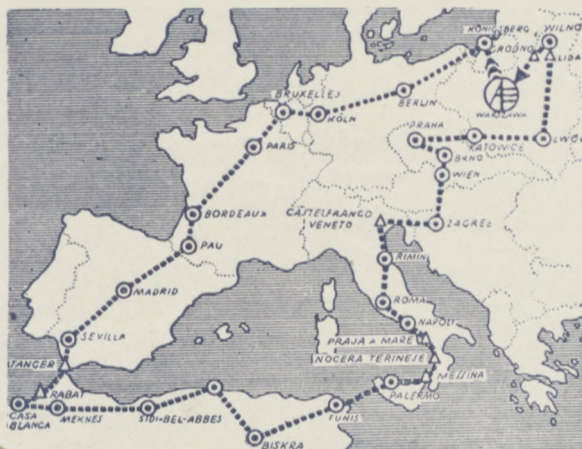 KÖNIGSBERG
WILNO
GRODNO
LIDA
WARSZAWA
BRUXELLES
KÖLN
BERLIN
PARIS
PRAHA
KATOWICE
LWÓW
BRNO
WIEN
BORDEAUX
CASTELFRANCO
VENETO
ZAGREB
PAU
RIMINI
MADRID
ROMA
NAPOLI
SEVILLA
PRAJA A MARE
NOCERA TERINESE
TANGER
MESSINA
RABAT
PALERMO
CASA
BLANCA
MEKNES
SIDI-BEL-ABBES
TUNIS
BISKRA